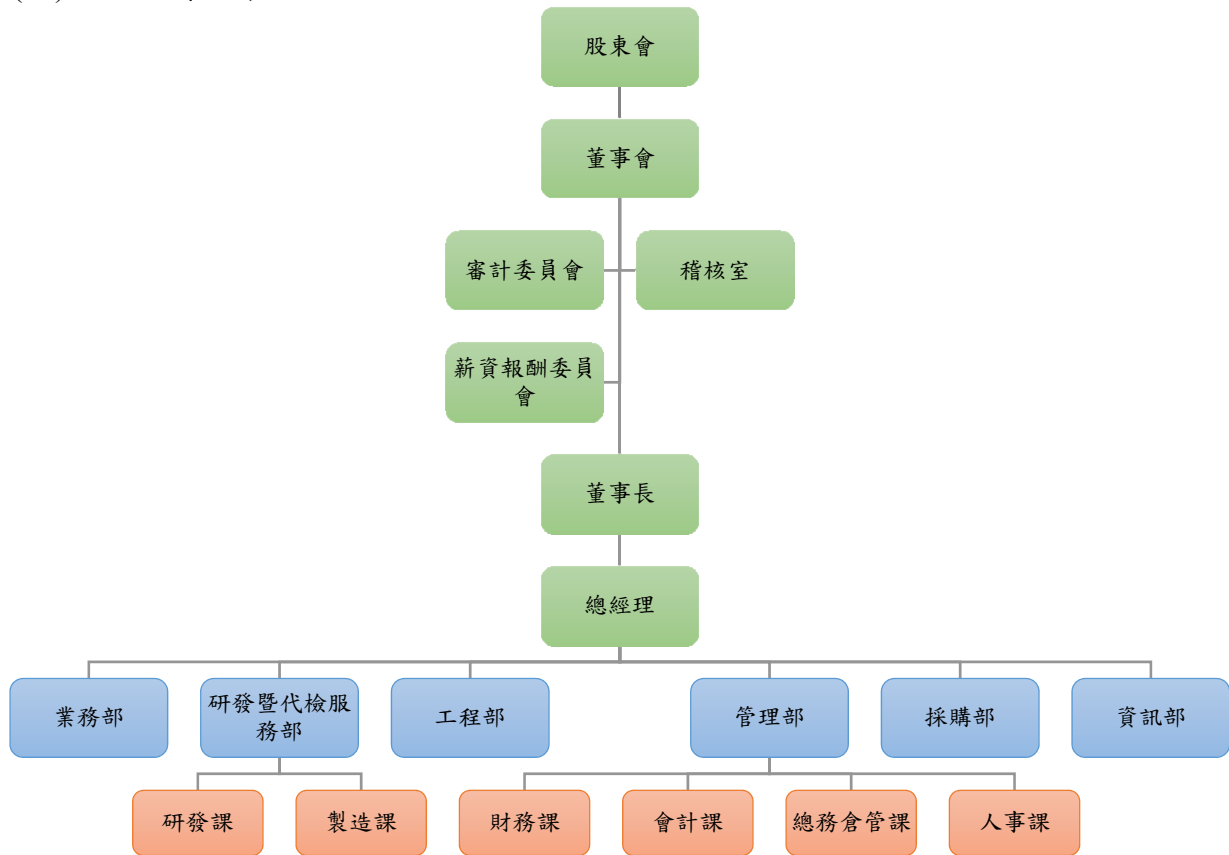 股東會
董事會
審計委員會
稽核室
薪資報酬委員
會
董事長
總經理
業務部
研發暨代檢服
務部
工程部
管理部
採購部
資訊部
研發課
製造課
財務課
會計課
總務倉管課
人事課